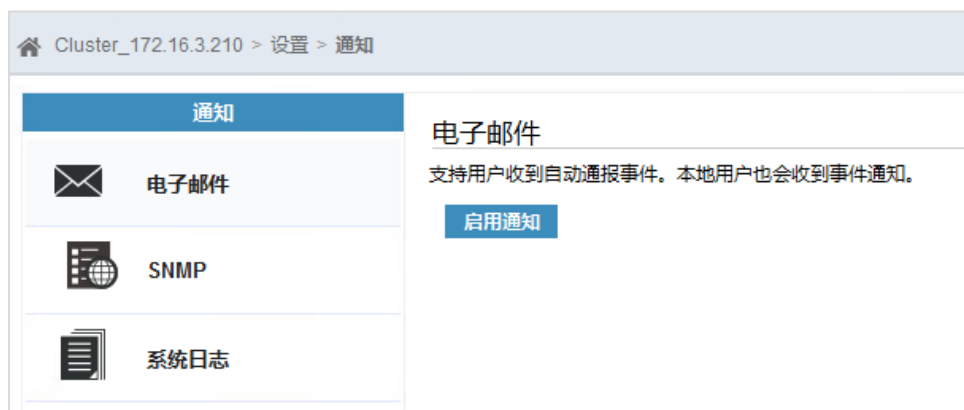 Cluster_172.16.3.210 > 设置 > 通知
通知
电子邮件
SNMP
系统日志
电子邮件
支持用户收到自动通报事件。本地用户也会收到事件通知。
启用通知